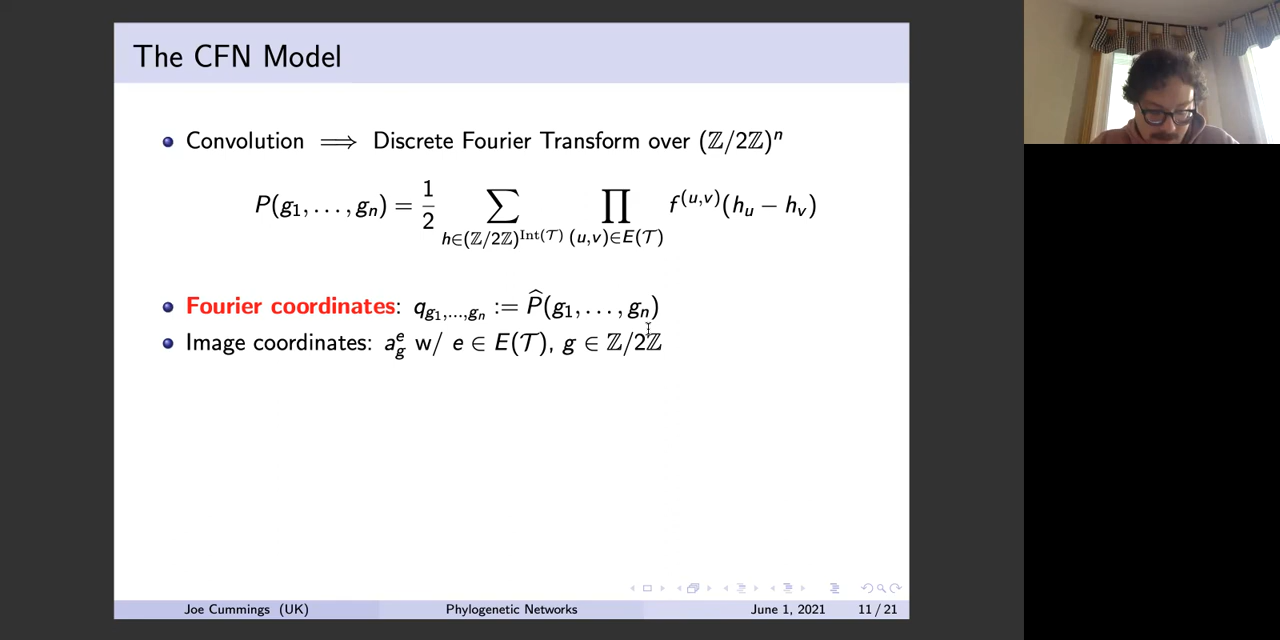 The CFN Model
Convolution ⟹ Discrete Fourier Transform over (ℤ/2ℤ)ⁿ
P(g₁, . . . , gₙ) = 1/2 ∑_{h∈(ℤ/2ℤ)^{Int(𝒯)}} ∏_{(u,v)∈E(𝒯)} f^{(u,v)}(h_u − h_v)
Fourier coordinates: q_{g₁,...,gₙ} := P̂(g₁, . . . , gₙ)
Image coordinates: a_g^e w/ e ∈ E(𝒯), g ∈ ℤ/2ℤ
Joe Cummings (UK) Phylogenetic Networks June 1, 2021 11 / 21